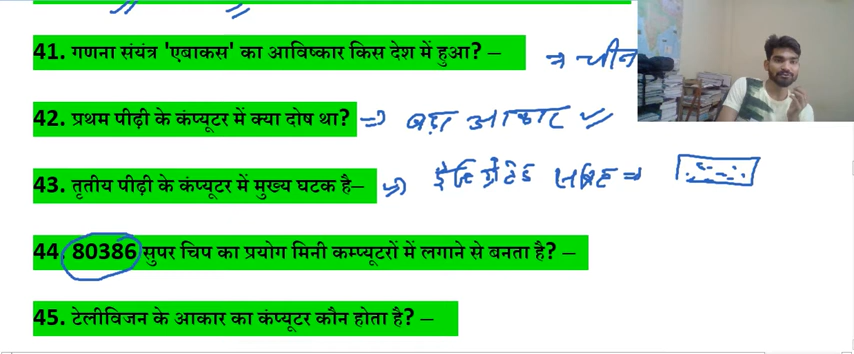 41. गणना संयंत्र 'एबाकस' का आविष्कार किस देश में हुआ? – ⇒ चीन
42. प्रथम पीढ़ी के कंप्यूटर में क्या दोष था? ⇒ बड़ा आकार
43. तृतीय पीढ़ी के कंप्यूटर में मुख्य घटक है– ⇒ इंटिग्रेटेड सर्किट ⇒
44. 80386 सुपर चिप का प्रयोग मिनी कम्प्यूटरों में लगाने से बनता है? –
45. टेलीविजन के आकार का कंप्यूटर कौन होता है? –